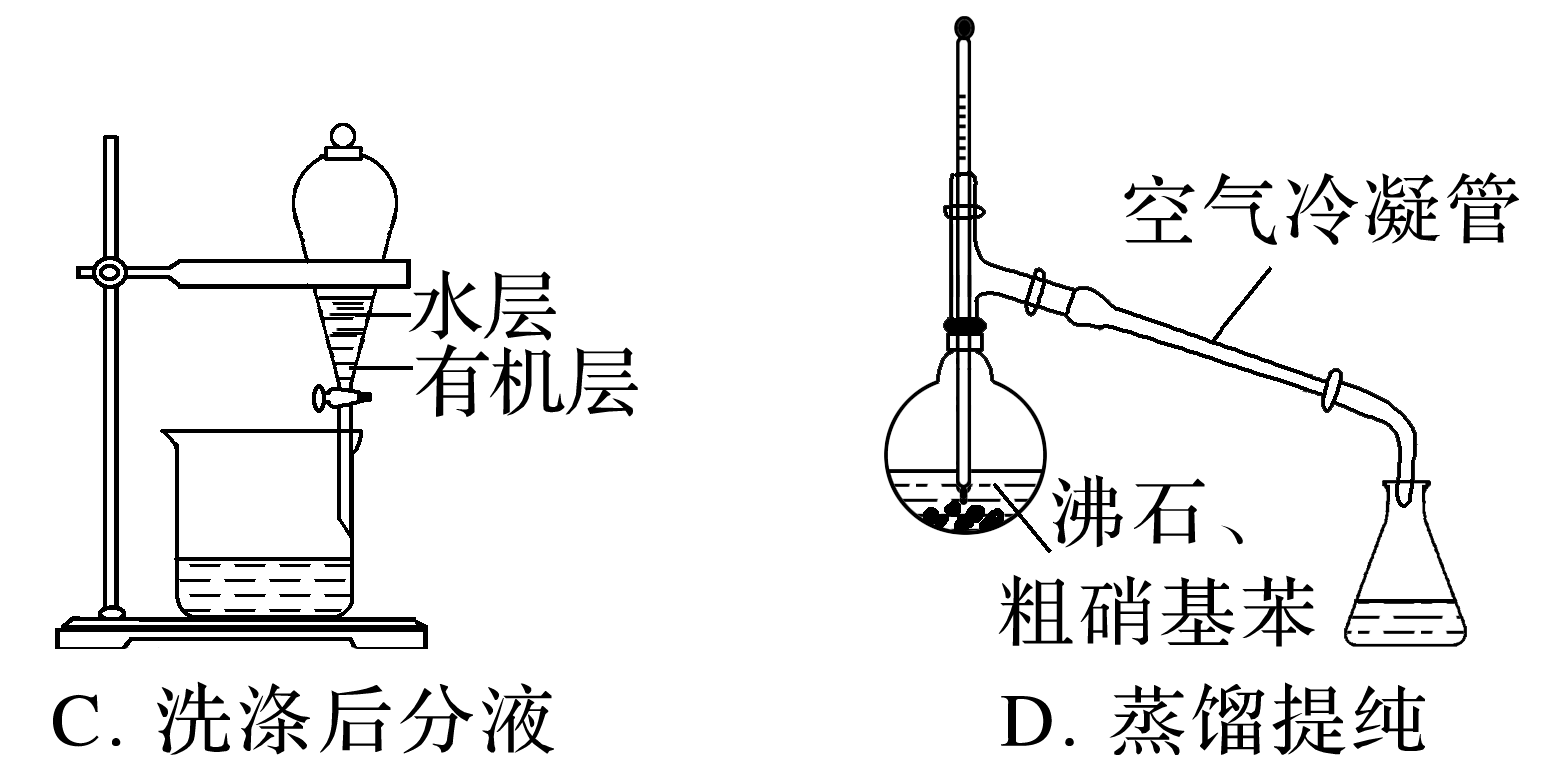 水层
有机层
C. 洗涤后分液
空气冷凝管
沸石、
粗硝基苯
D. 蒸馏提纯